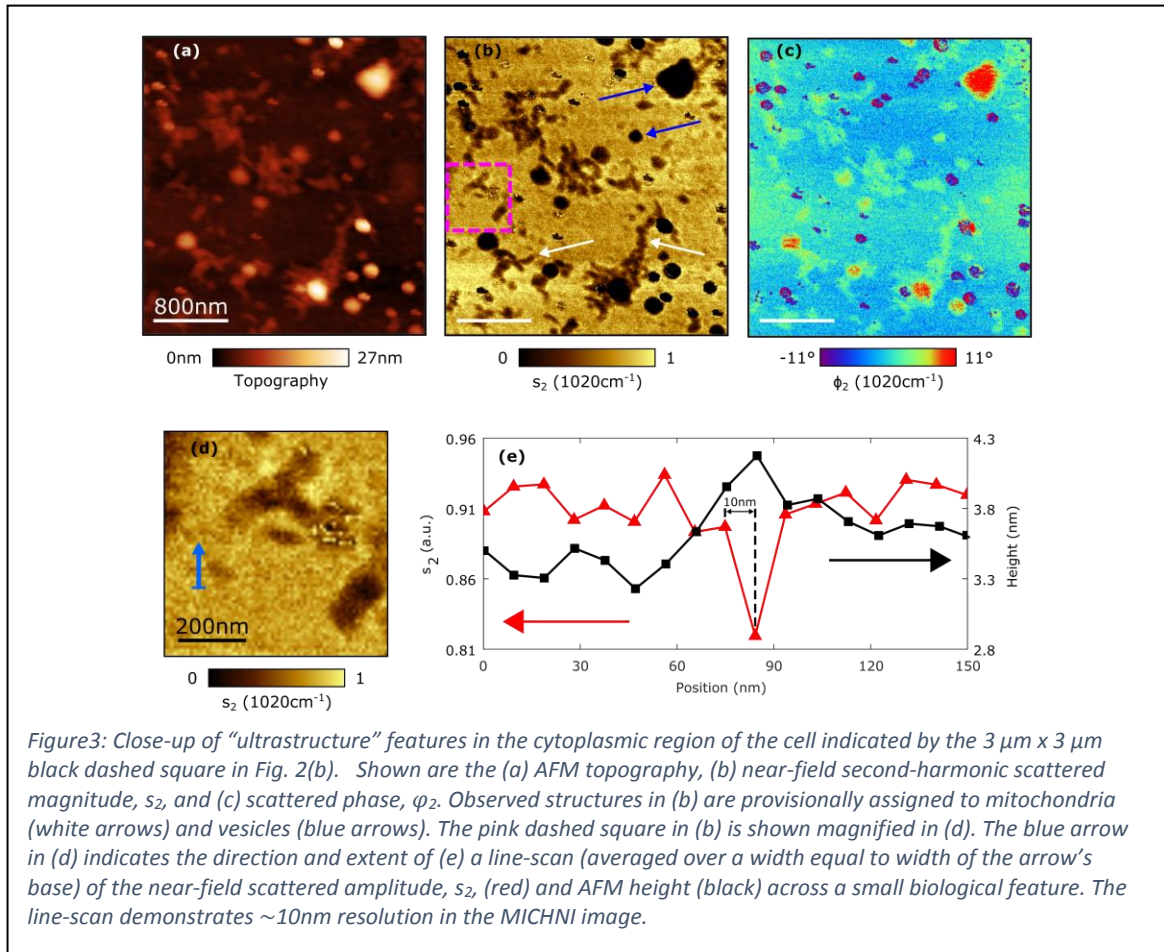 (a)
(b)
(c)
800nm
0nm 27nm
Topography
0 1
s₂ (1020cm⁻¹)
-11° 11°
ϕ₂ (1020cm⁻¹)
(d)
200nm
0 1
s₂ (1020cm⁻¹)
(e)
0.96
0.91
0.86
0.81
s₂ (a.u.)
10nm
4.3
3.8
3.3
2.8
Height (nm)
0 30 60 90 120 150
Position (nm)
Figure3: Close-up of “ultrastructure” features in the cytoplasmic region of the cell indicated by the 3 μm x 3 μm
black dashed square in Fig. 2(b). Shown are the (a) AFM topography, (b) near-field second-harmonic scattered
magnitude, s₂, and (c) scattered phase, φ₂. Observed structures in (b) are provisionally assigned to mitochondria
(white arrows) and vesicles (blue arrows). The pink dashed square in (b) is shown magnified in (d). The blue arrow
in (d) indicates the direction and extent of (e) a line-scan (averaged over a width equal to width of the arrow’s
base) of the near-field scattered amplitude, s₂, (red) and AFM height (black) across a small biological feature. The
line-scan demonstrates ~10nm resolution in the MICHNI image.